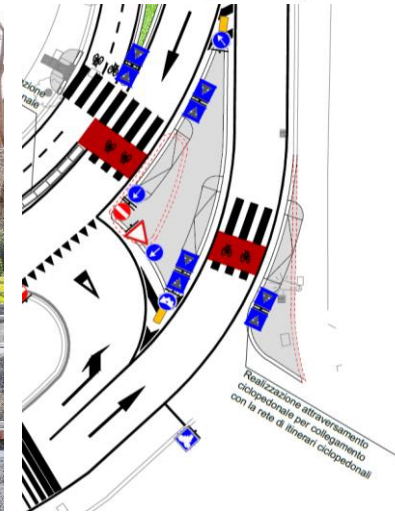 Realizzazione attraversamento
ciclopedonale per collegamento
con la rete di itinerari ciclopedonali